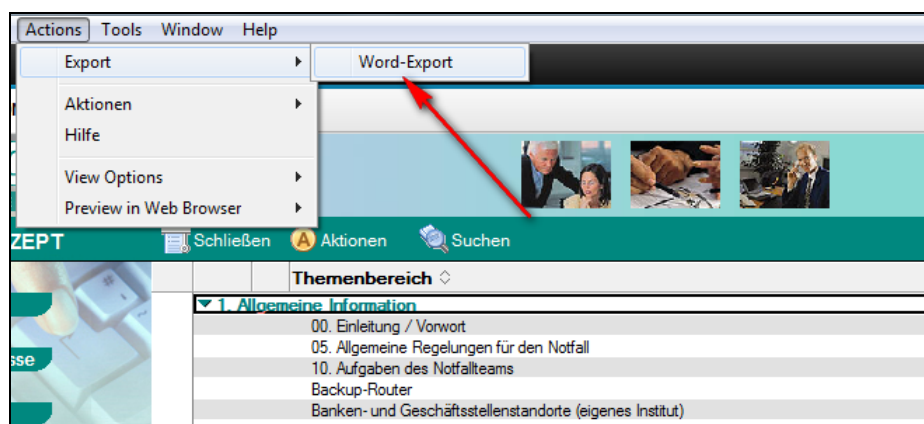 Actions Tools Window Help
Export Word-Export
Aktionen
Hilfe
View Options
Preview in Web Browser
ZEPT Schließen A Aktionen Suchen
Themenbereich
1. Allgemeine Information
00. Einleitung / Vorwort
sse 05. Allgemeine Regelungen für den Notfall
10. Aufgaben des Notfallteams
Backup-Router
Banken- und Geschäftsstellenstandorte (eigenes Institut)